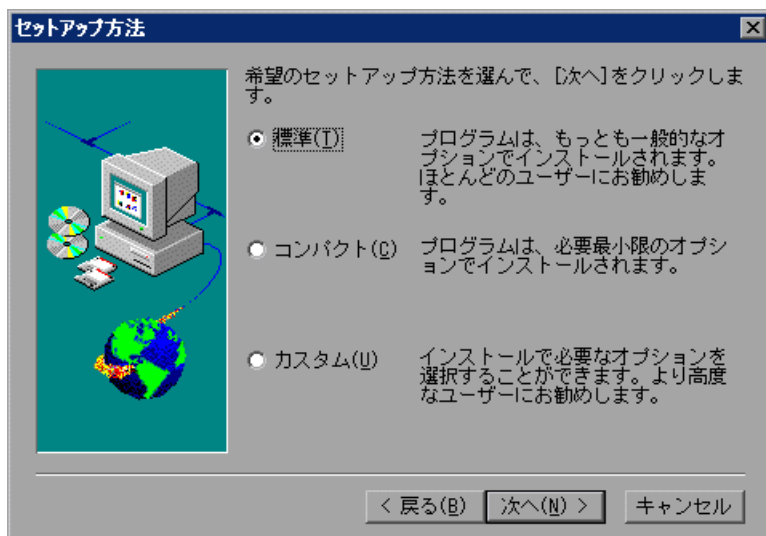 セットアップ方法
希望のセットアップ方法を選んで、[次へ]をクリックしま
す。
標準(T)
プログラムは、もっとも一般的なオ
プションでインストールされます。
ほとんどのユーザーにお勧めしま
す。
コンパクト(C)
プログラムは、必要最小限のオプシ
ョンでインストールされます。
カスタム(U)
インストールで必要なオプションを
選択することができます。より高度
なユーザーにお勧めします。
< 戻る(B)
次へ(N) >
キャンセル